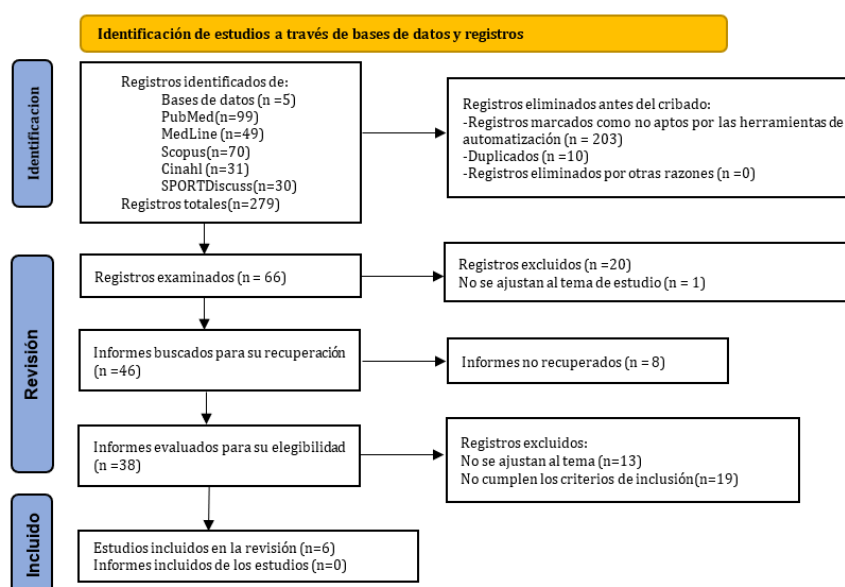 Identificación de estudios a través de bases de datos y registros
Identificacion
Registros identificados de:
Bases de datos (n =5)
PubMed(n=99)
MedLine (n=49)
Scopus(n=70)
Cinahl (n=31)
SPORTDiscuss(n=30)
Registros totales(n=279)
Registros eliminados antes del cribado:
-Registros marcados como no aptos por las herramientas de
automatización (n = 203)
-Duplicados (n =10)
-Registros eliminados por otras razones (n =0)
Revisión
Registros examinados (n = 66)
Registros excluidos (n =20)
No se ajustan al tema de estudio (n = 1)
Informes buscados para su recuperación
(n =46)
Informes no recuperados (n = 8)
Informes evaluados para su elegibilidad
(n =38)
Registros excluidos:
No se ajustan al tema (n=13)
No cumplen los criterios de inclusión(n=19)
Incluido
Estudios incluidos en la revisión (n=6)
Informes incluidos de los estudios (n=0)